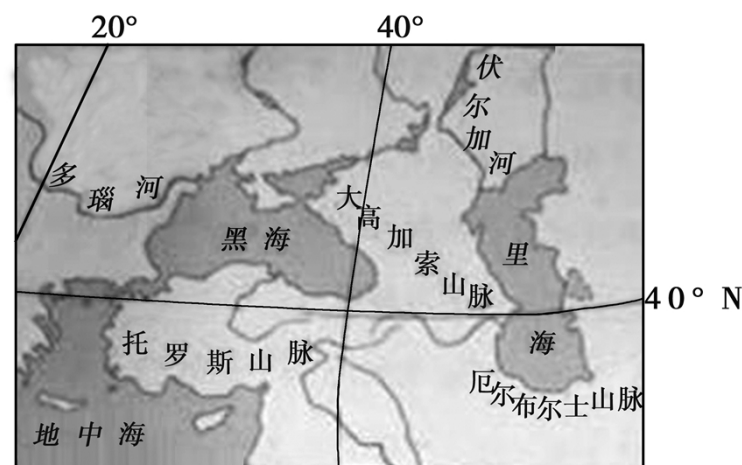 20°
40°
伏尔加河
多瑙河
大高加索山脉
黑海
里海
40° N
托罗斯山脉
厄尔布尔士山脉
地中海